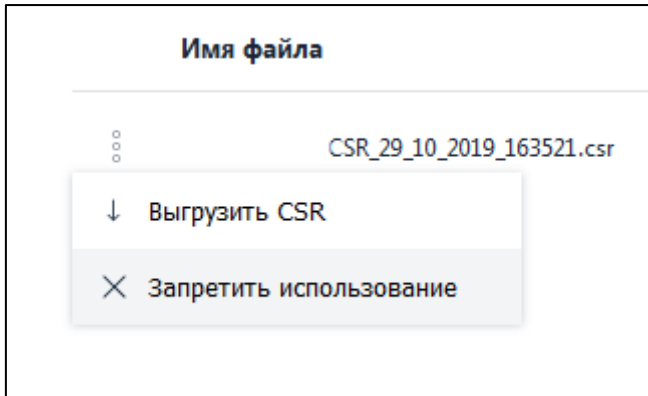 Имя файла
CSR_29_10_2019_163521.csr
Выгрузить CSR
Запретить использование